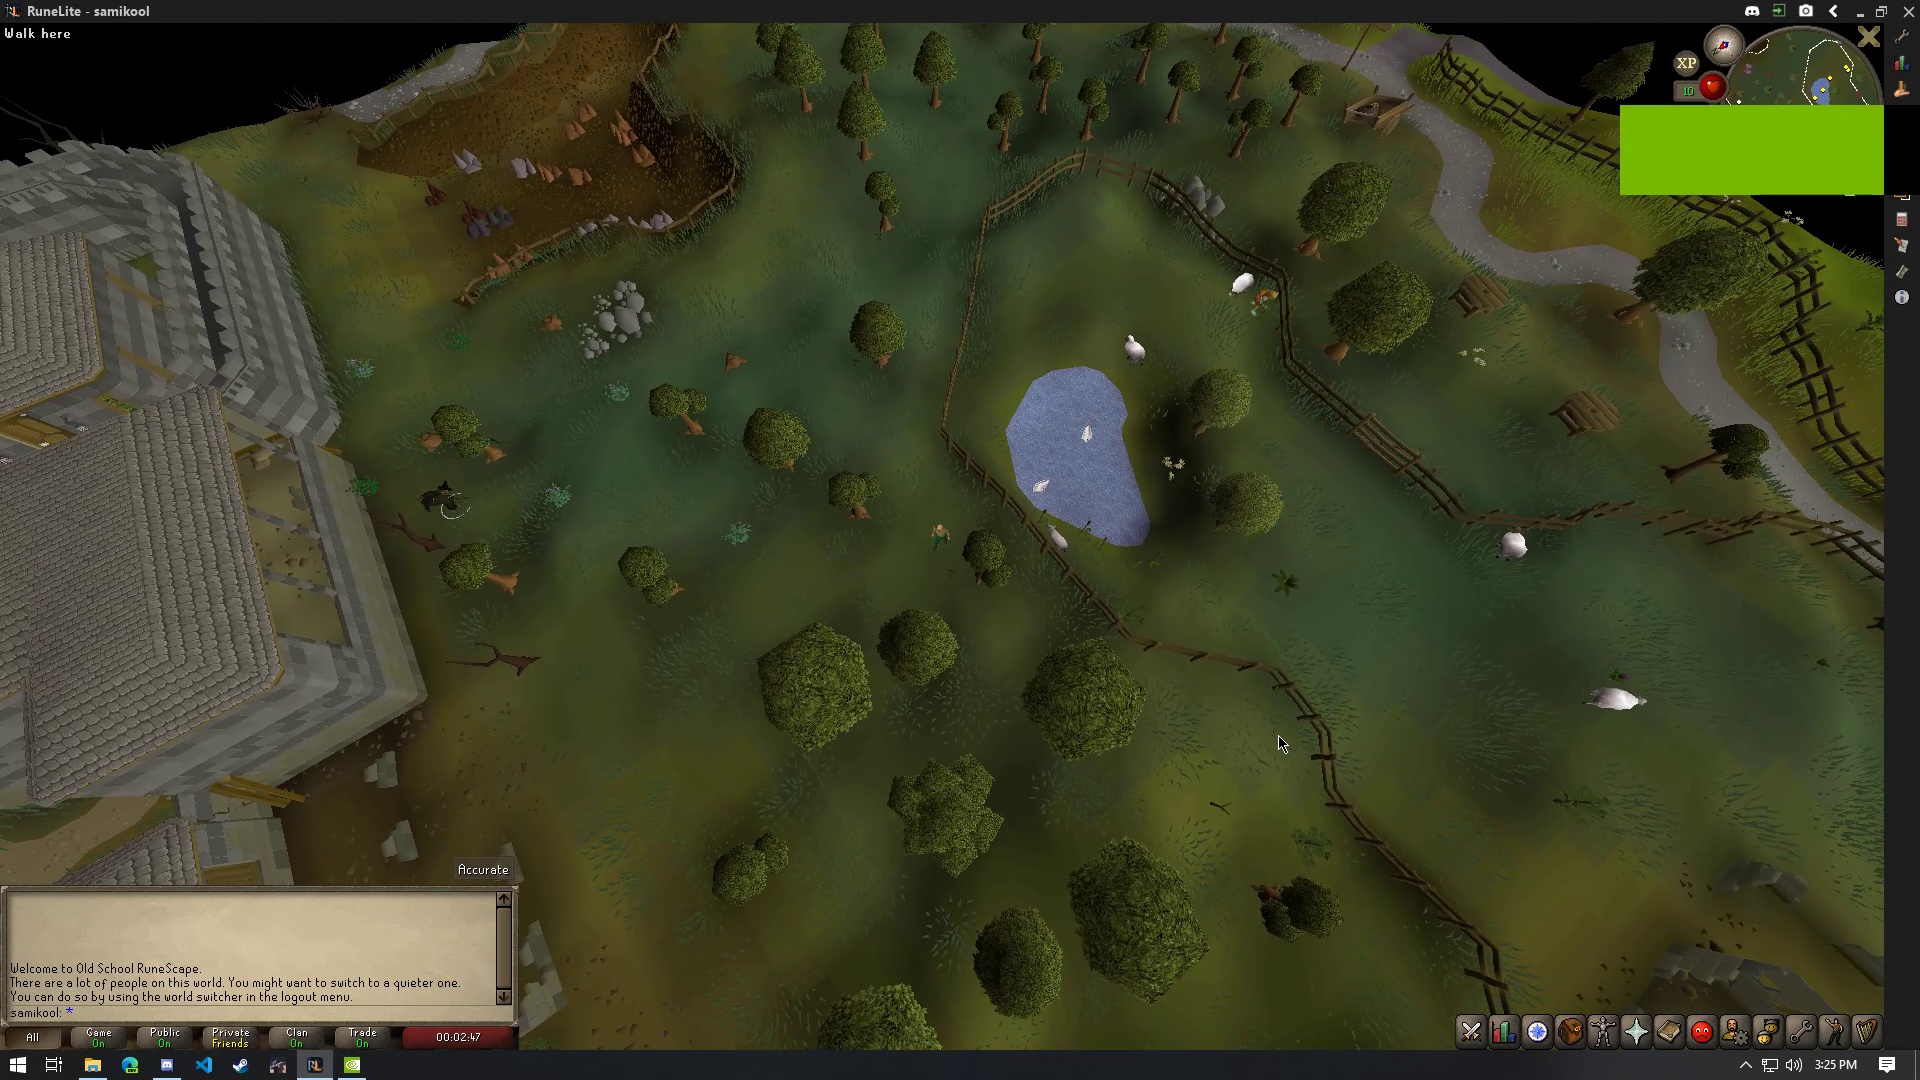 RuneLite - samikool
Walk here
XP
10
Accurate
Welcome to Old School RuneScape.
There are a lot of people on this world. You might want to switch to a quieter one.
You can do so by using the world switcher in the logout menu.
samikool: *
All
Game
On
Public
On
Private
Friends
Clan
On
Trade
On
00:02:47
3:25 PM